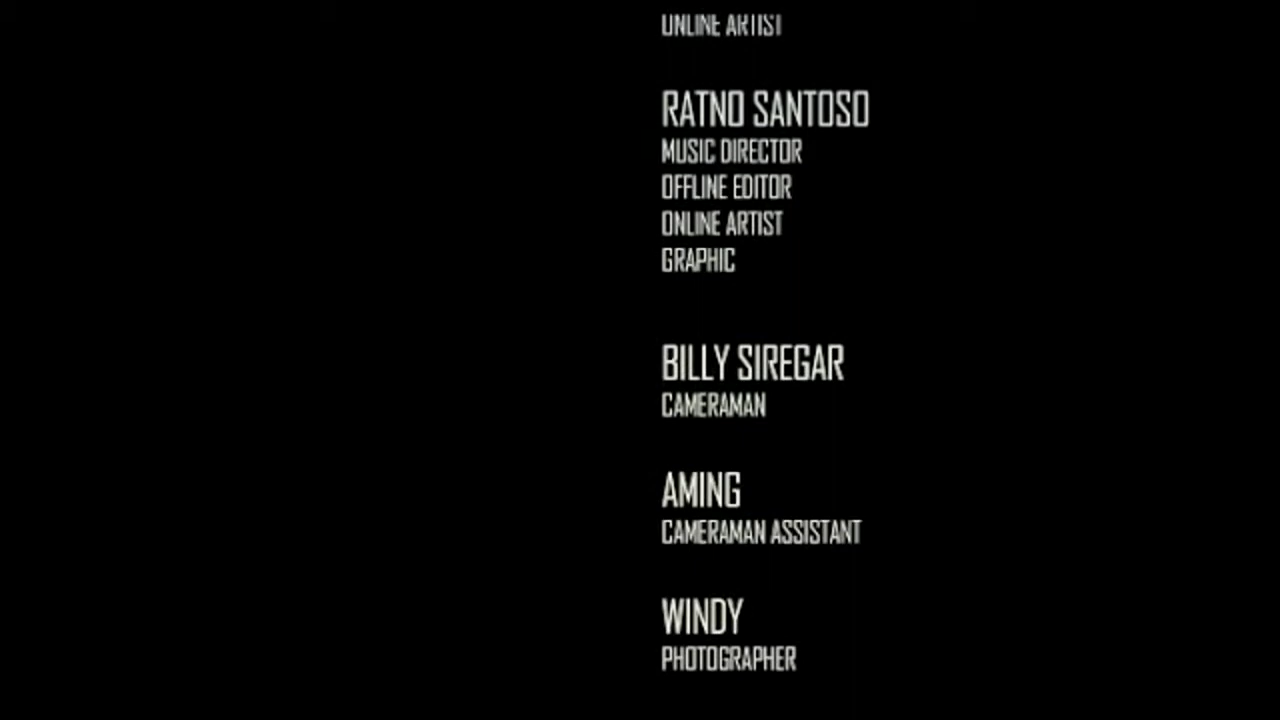 ONLINE ARTIST
RATNO SANTOSO
MUSIC DIRECTOR
OFFLINE EDITOR
ONLINE ARTIST
GRAPHIC
BILLY SIREGAR
CAMERAMAN
AMING
CAMERAMAN ASSISTANT
WINDY
PHOTOGRAPHER